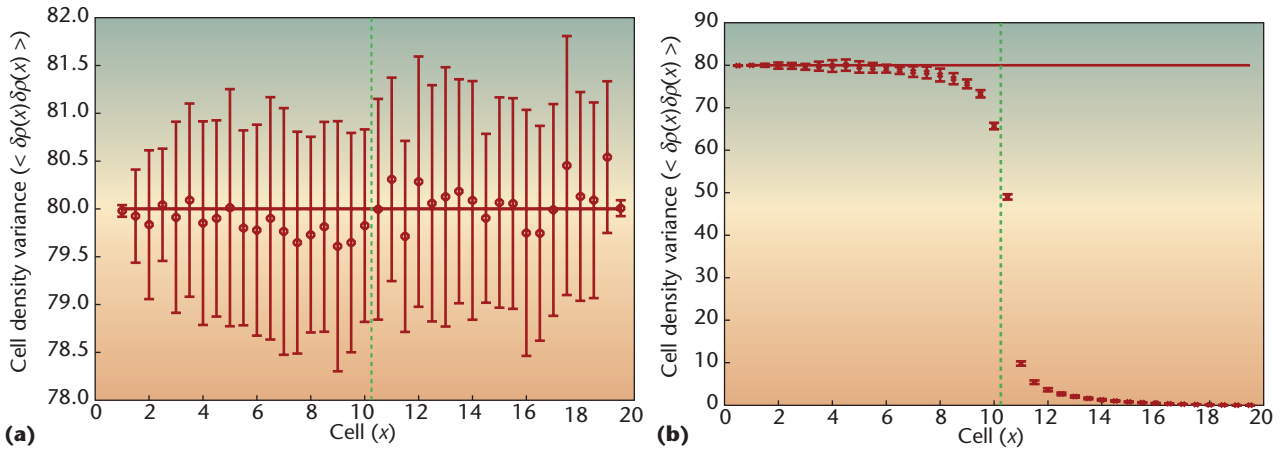 82.0
81.5
81.0
80.5
80.0
79.5
79.0
78.5
78.0
Cell density variance (< δρ(x)δρ(x) >)
0 2 4 6 8 10 12 14 16 18 20
Cell (x)
(a)
90
80
70
60
50
40
30
20
10
0
Cell density variance (< δρ(x)δρ(x) >)
0 2 4 6 8 10 12 14 16 18 20
Cell (x)
(b)